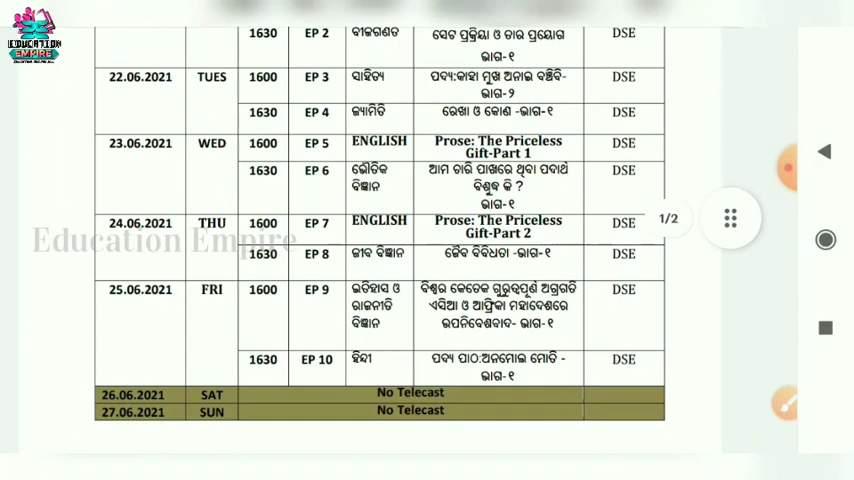 EDUCATION
EMPIRE
1630 EP 2 ବୀଜଗଣିତ ସେଟ ପ୍ରକ୍ରିୟା ଓ ତାର ପ୍ରୟୋଗ DSE
ଭାଗ-୧
22.06.2021 TUES 1600 EP 3 ସାହିତ୍ୟ ପଦ୍ୟ:କାହା ମୁଖ ଅନାଇ ବଞ୍ଚିବି- DSE
ଭାଗ-୨
1630 EP 4 ଜ୍ୟାମିତି ରେଖା ଓ କୋଣ -ଭାଗ-୧ DSE
23.06.2021 WED 1600 EP 5 ENGLISH Prose: The Priceless DSE
Gift-Part 1
1630 EP 6 ଭୌତିକ ଆମ ଚାରି ପାଖରେ ଥିବା ପଦାର୍ଥ DSE
ବିଜ୍ଞାନ ବିଶୁଦ୍ଧ କି ?
ଭାଗ-୧
24.06.2021 THU 1600 EP 7 ENGLISH Prose: The Priceless DSE
Gift-Part 2
1/2
Education Empire
1630 EP 8 ଜୀବ ବିଜ୍ଞାନ ଜୈବ ବିବିଧତା -ଭାଗ-୧ DSE
25.06.2021 FRI 1600 EP 9 ଇତିହାସ ଓ ବିଶ୍ଵର କେତେକ ଗୁରୁତ୍ୱପୂର୍ଣ ଅଗ୍ରଗତି DSE
ରାଜନୀତି ଏସିଆ ଓ ଆଫ୍ରିକା ମହାଦେଶରେ
ବିଜ୍ଞାନ ଉପନିବେଶବାଦ- ଭାଗ-୧
1630 EP 10 ହିନ୍ଦୀ ପଦ୍ୟ ପାଠ:ଅନମୋଲ ମୋତି - DSE
ଭାଗ-୧
26.06.2021 SAT No Telecast
27.06.2021 SUN No Telecast